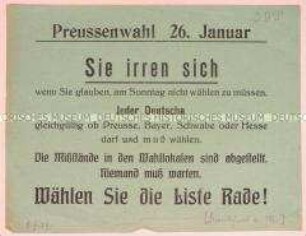 Preussenwahl 26. Januar
Sie irren sich
wenn Sie glauben, am Sonntag nicht wählen zu müssen.
Jeder Deutsche
gleichgültig ob Preusse, Bayer, Schwabe oder Hesse
darf und muß wählen.
Die Mißstände in den Wahllokalen sind abgestellt.
Niemand muß warten.
Wählen Sie die Liste Rade!